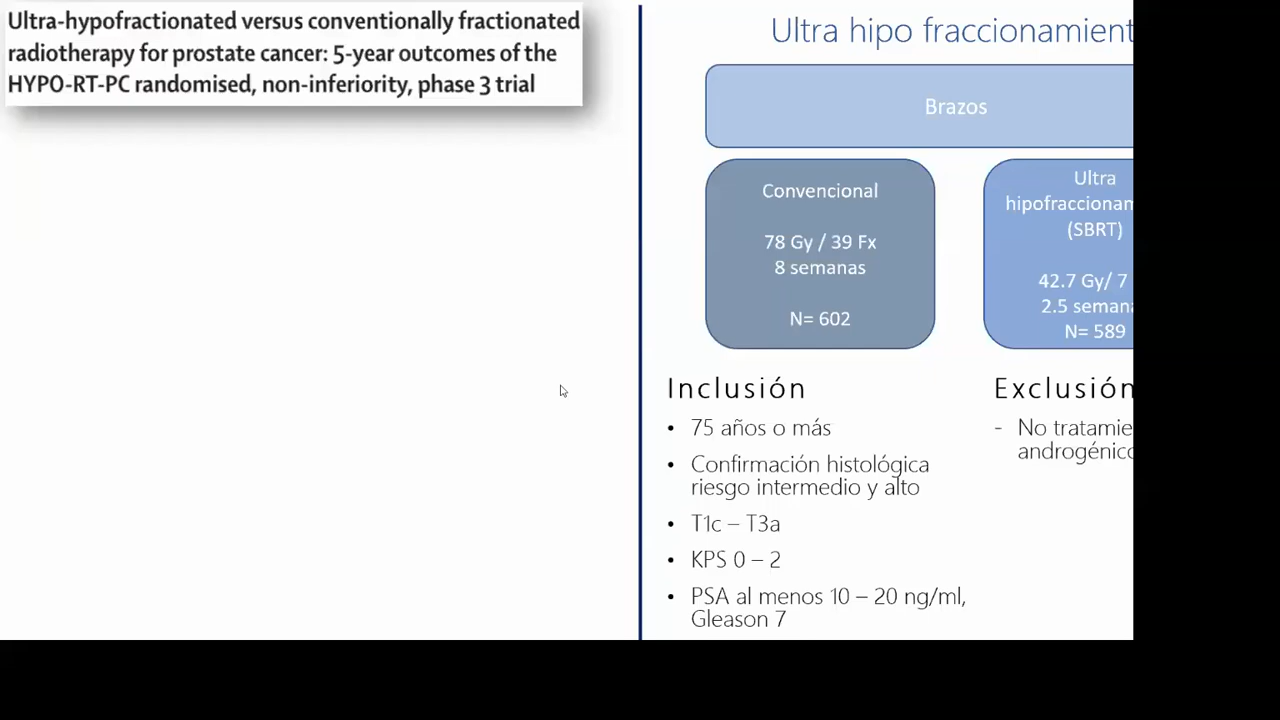 Ultra-hypofractionated versus conventionally fractionated
radiotherapy for prostate cancer: 5-year outcomes of the
HYPO-RT-PC randomised, non-inferiority, phase 3 trial
Ultra hipo fraccionamient
Brazos
Convencional
78 Gy / 39 Fx
8 semanas
N= 602
Ultra
hipofraccionam
(SBRT)
42.7 Gy/ 7
2.5 semana
N= 589
Inclusión
• 75 años o más
• Confirmación histológica
riesgo intermedio y alto
• T1c – T3a
• KPS 0 – 2
• PSA al menos 10 – 20 ng/ml,
Gleason 7
Exclusión
- No tratamie
androgénico